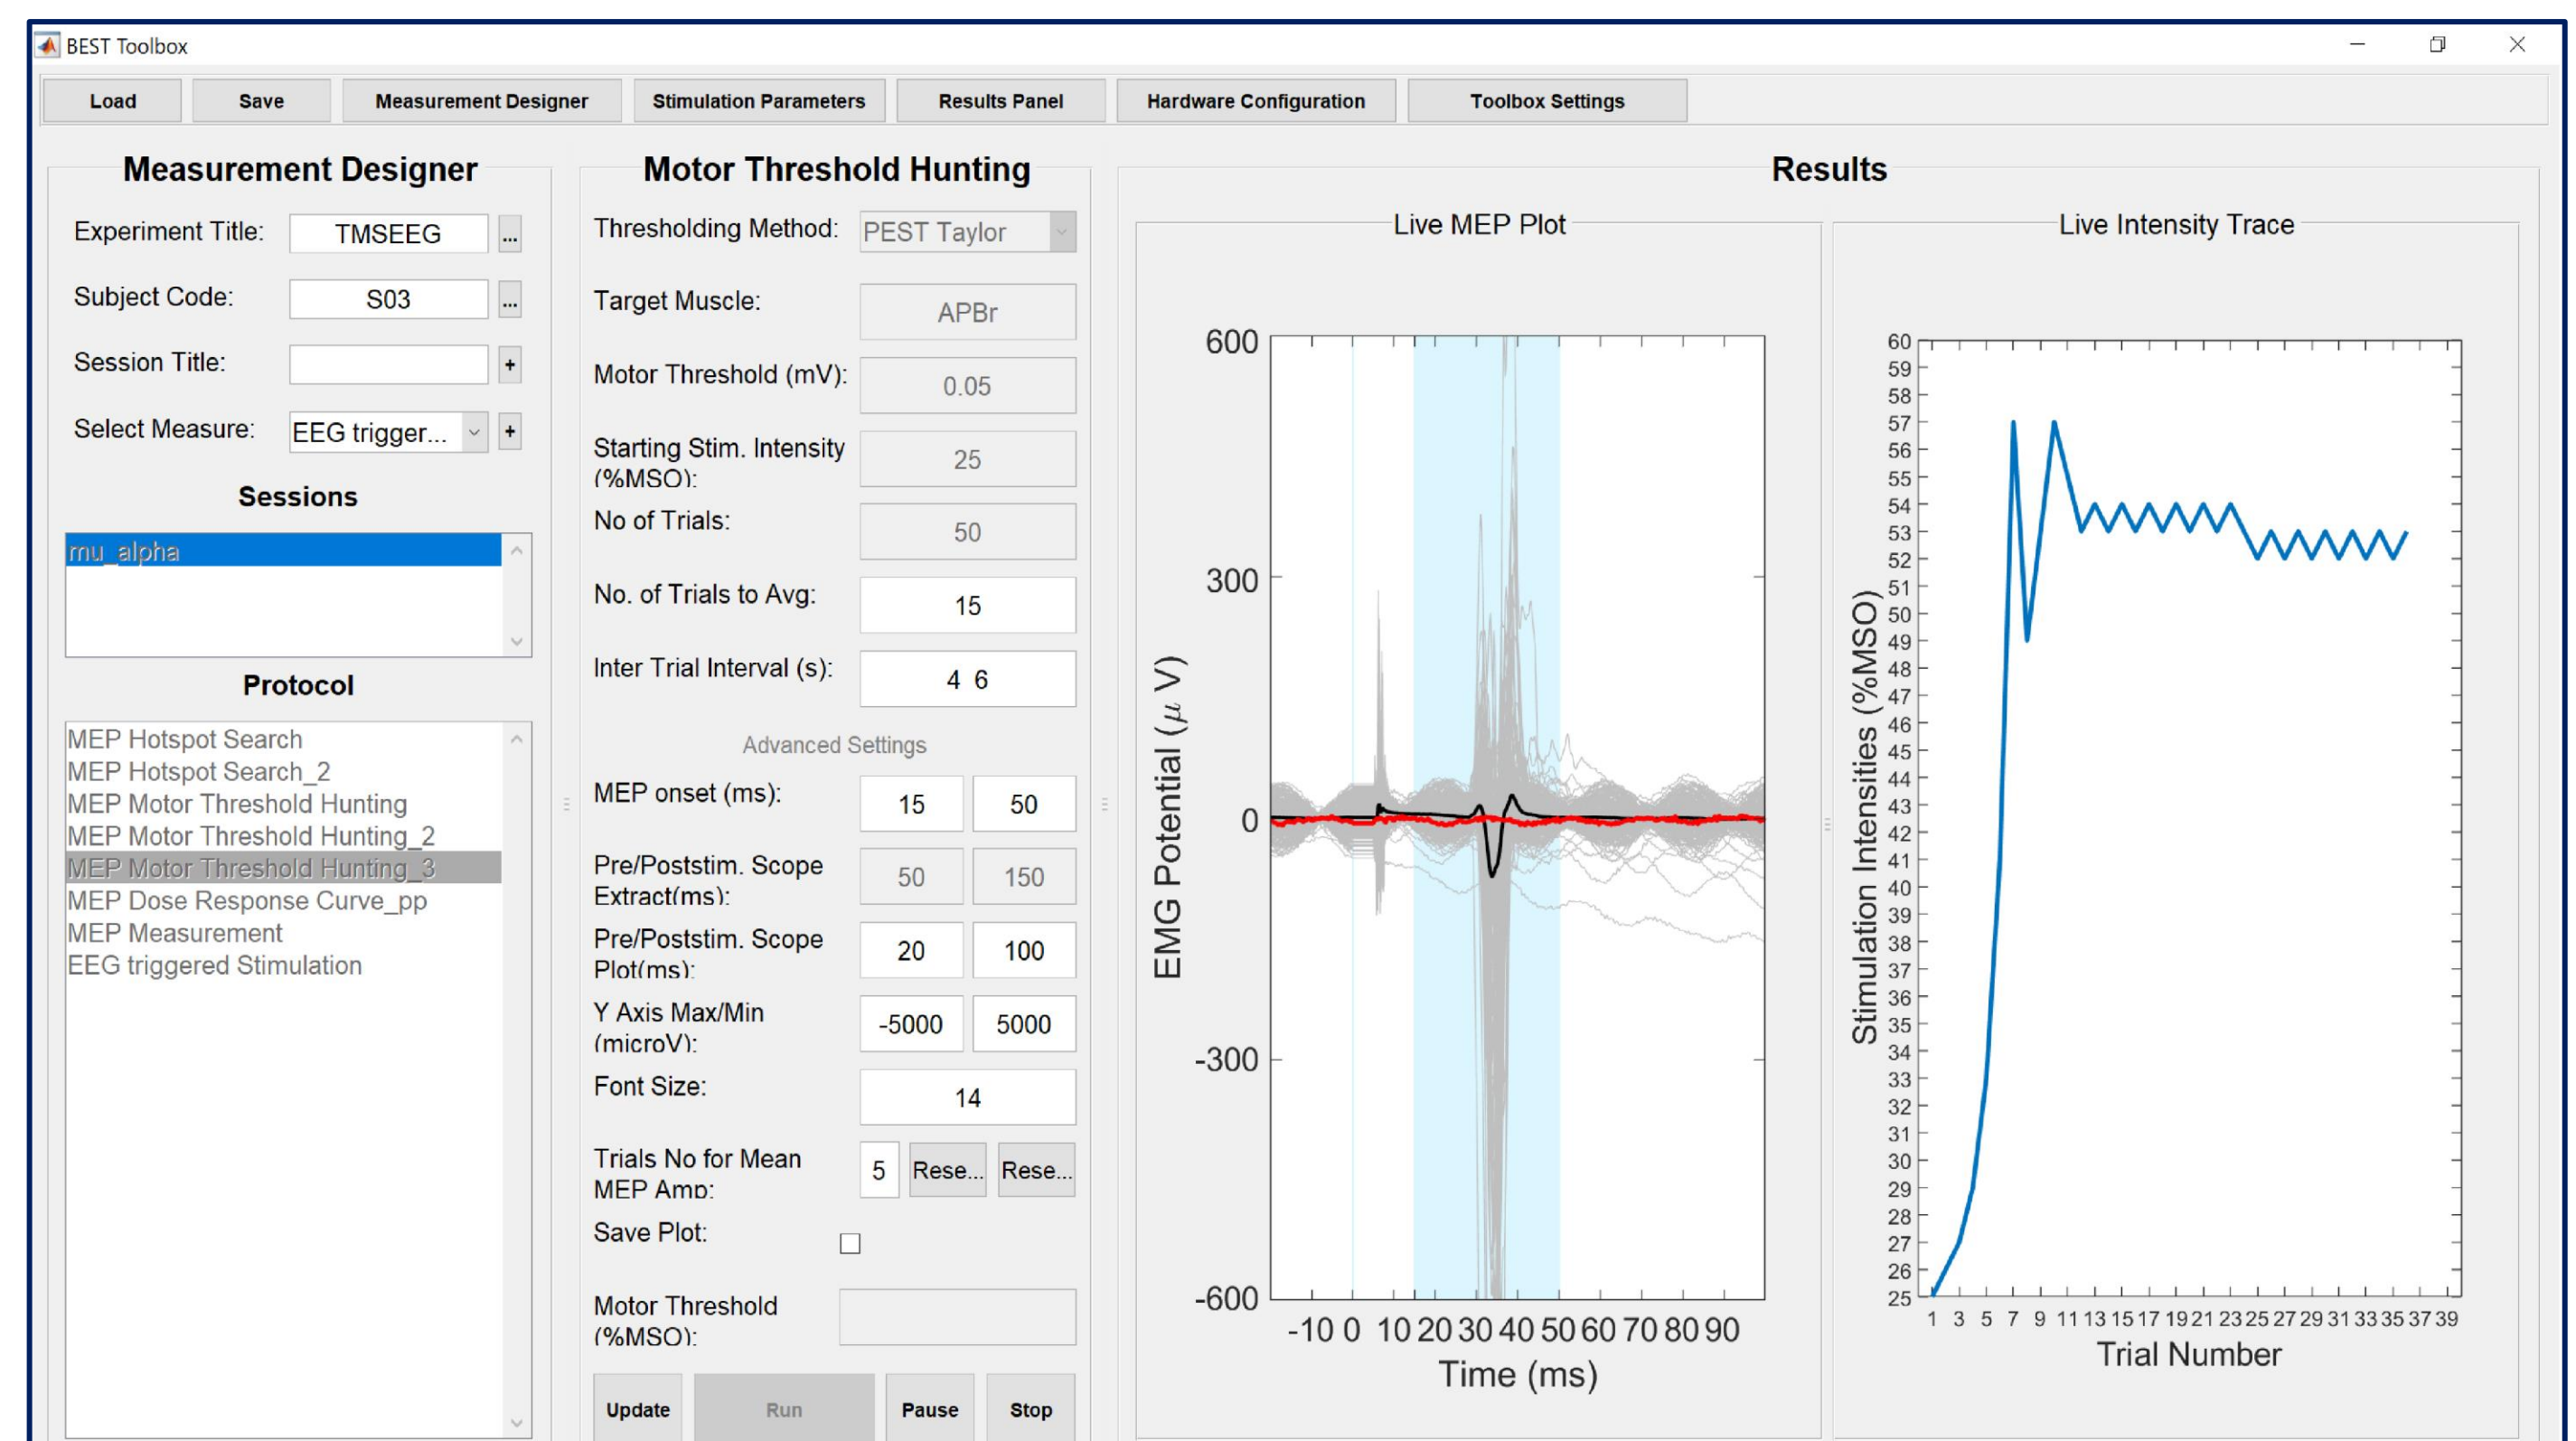 BEST Toolbox
Load Save Measurement Designer Stimulation Parameters Results Panel Hardware Configuration Toolbox Settings
Measurement Designer
Experiment Title: TMSEEG ...
Subject Code: S03 ...
Session Title: +
Select Measure: EEG trigger... +
Sessions
mu_alpha
Protocol
MEP Hotspot Search
MEP Hotspot Search_2
MEP Motor Threshold Hunting
MEP Motor Threshold Hunting_2
MEP Motor Threshold Hunting_3
MEP Dose Response Curve_pp
MEP Measurement
EEG triggered Stimulation
Motor Threshold Hunting
Thresholding Method: PEST Taylor
Target Muscle: APBr
Motor Threshold (mV): 0.05
Starting Stim. Intensity
(%MSO): 25
No of Trials: 50
No. of Trials to Avg: 15
Inter Trial Interval (s): 4 6
Advanced Settings
MEP onset (ms): 15 50
Pre/Poststim. Scope
Extract(ms): 50 150
Pre/Poststim. Scope
Plot(ms): 20 100
Y Axis Max/Min
(microV): -5000 5000
Font Size: 14
Trials No for Mean
MEP Amp: 5 Rese... Rese...
Save Plot:
Motor Threshold
(%MSO):
Update Run Pause Stop
Results
Live MEP Plot
EMG Potential (μ V)
600
300
0
-300
-600
-10 0 10 20 30 40 50 60 70 80 90
Time (ms)
Live Intensity Trace
Stimulation Intensities (%MSO)
60
59
58
57
56
55
54
53
52
51
50
49
48
47
46
45
44
43
42
41
40
39
38
37
36
35
34
33
32
31
30
29
28
27
26
25
1 3 5 7 9 11 13 15 17 19 21 23 25 27 29 31 33 35 37 39
Trial Number